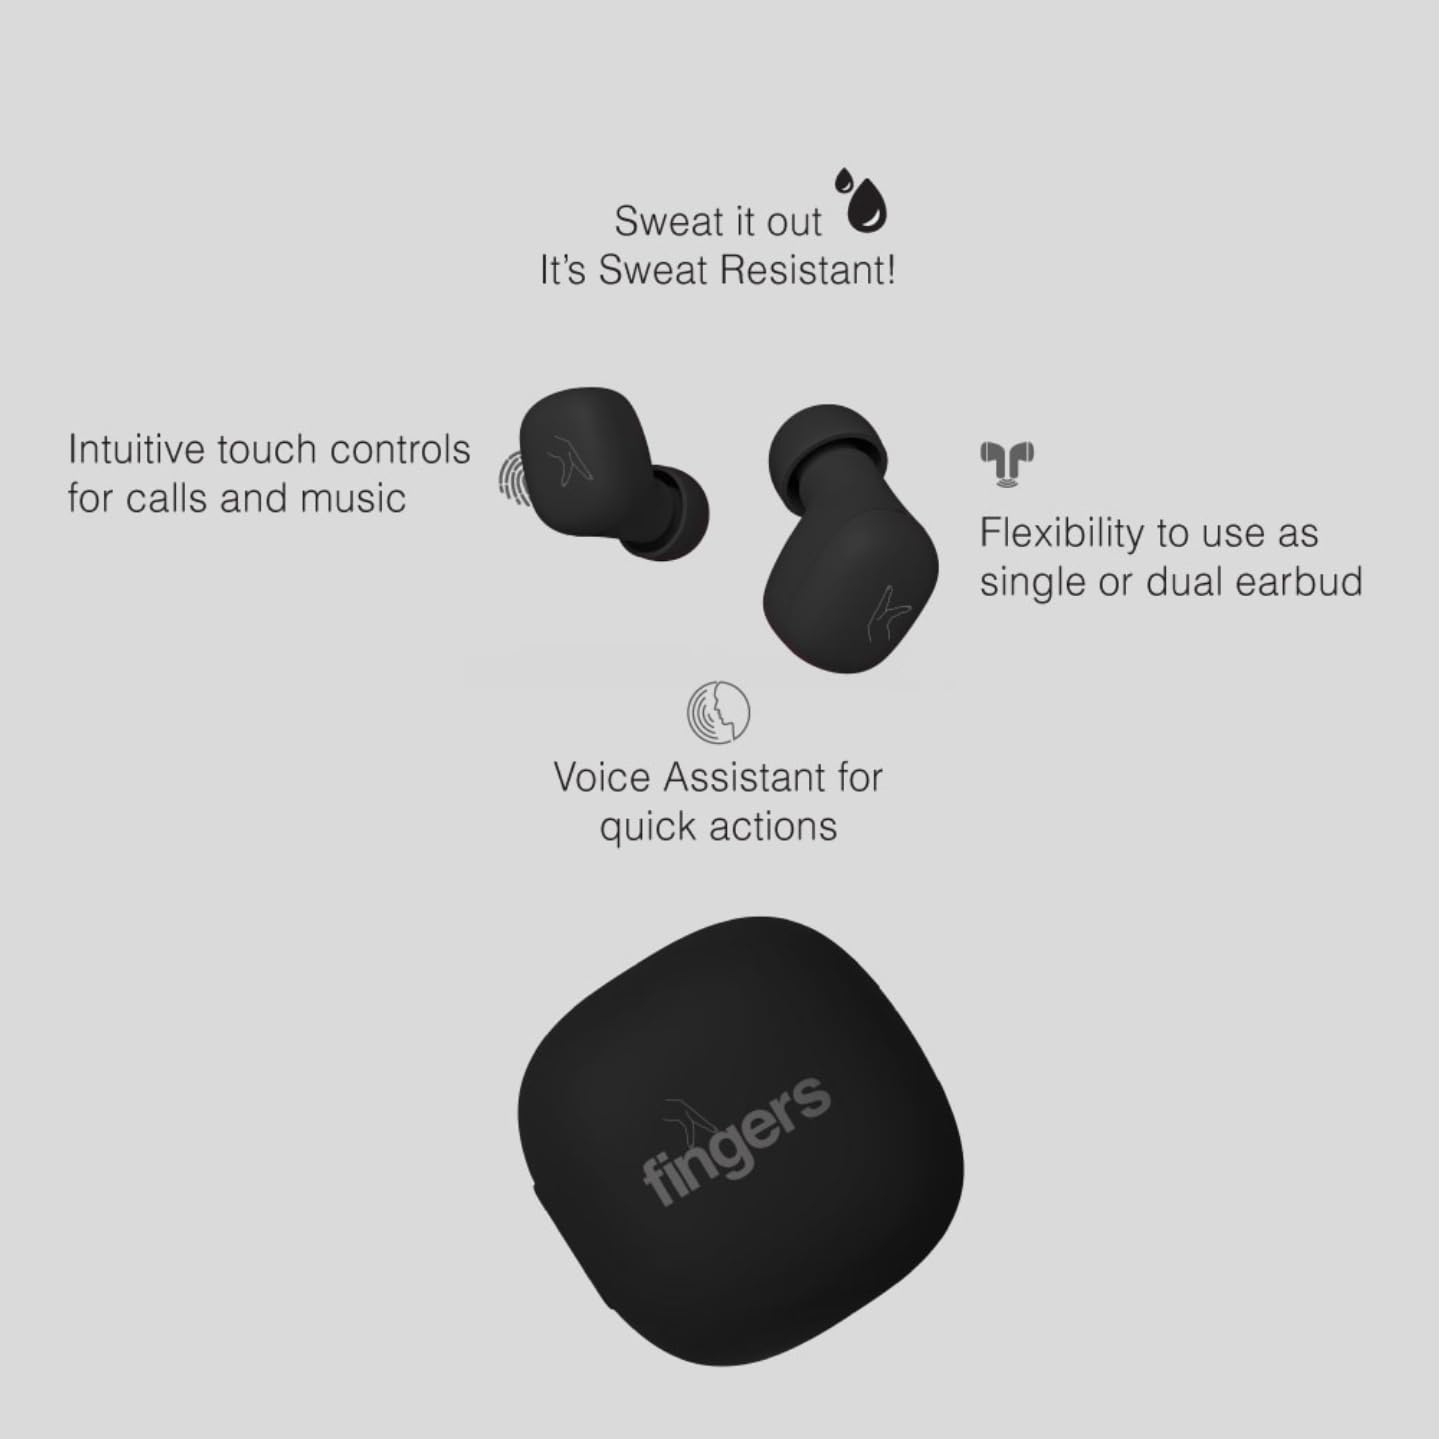 Sweat it out
It's Sweat Resistant!
Intuitive touch controls
for calls and music
Flexibility to use as
single or dual earbud
Voice Assistant for
quick actions
fingers